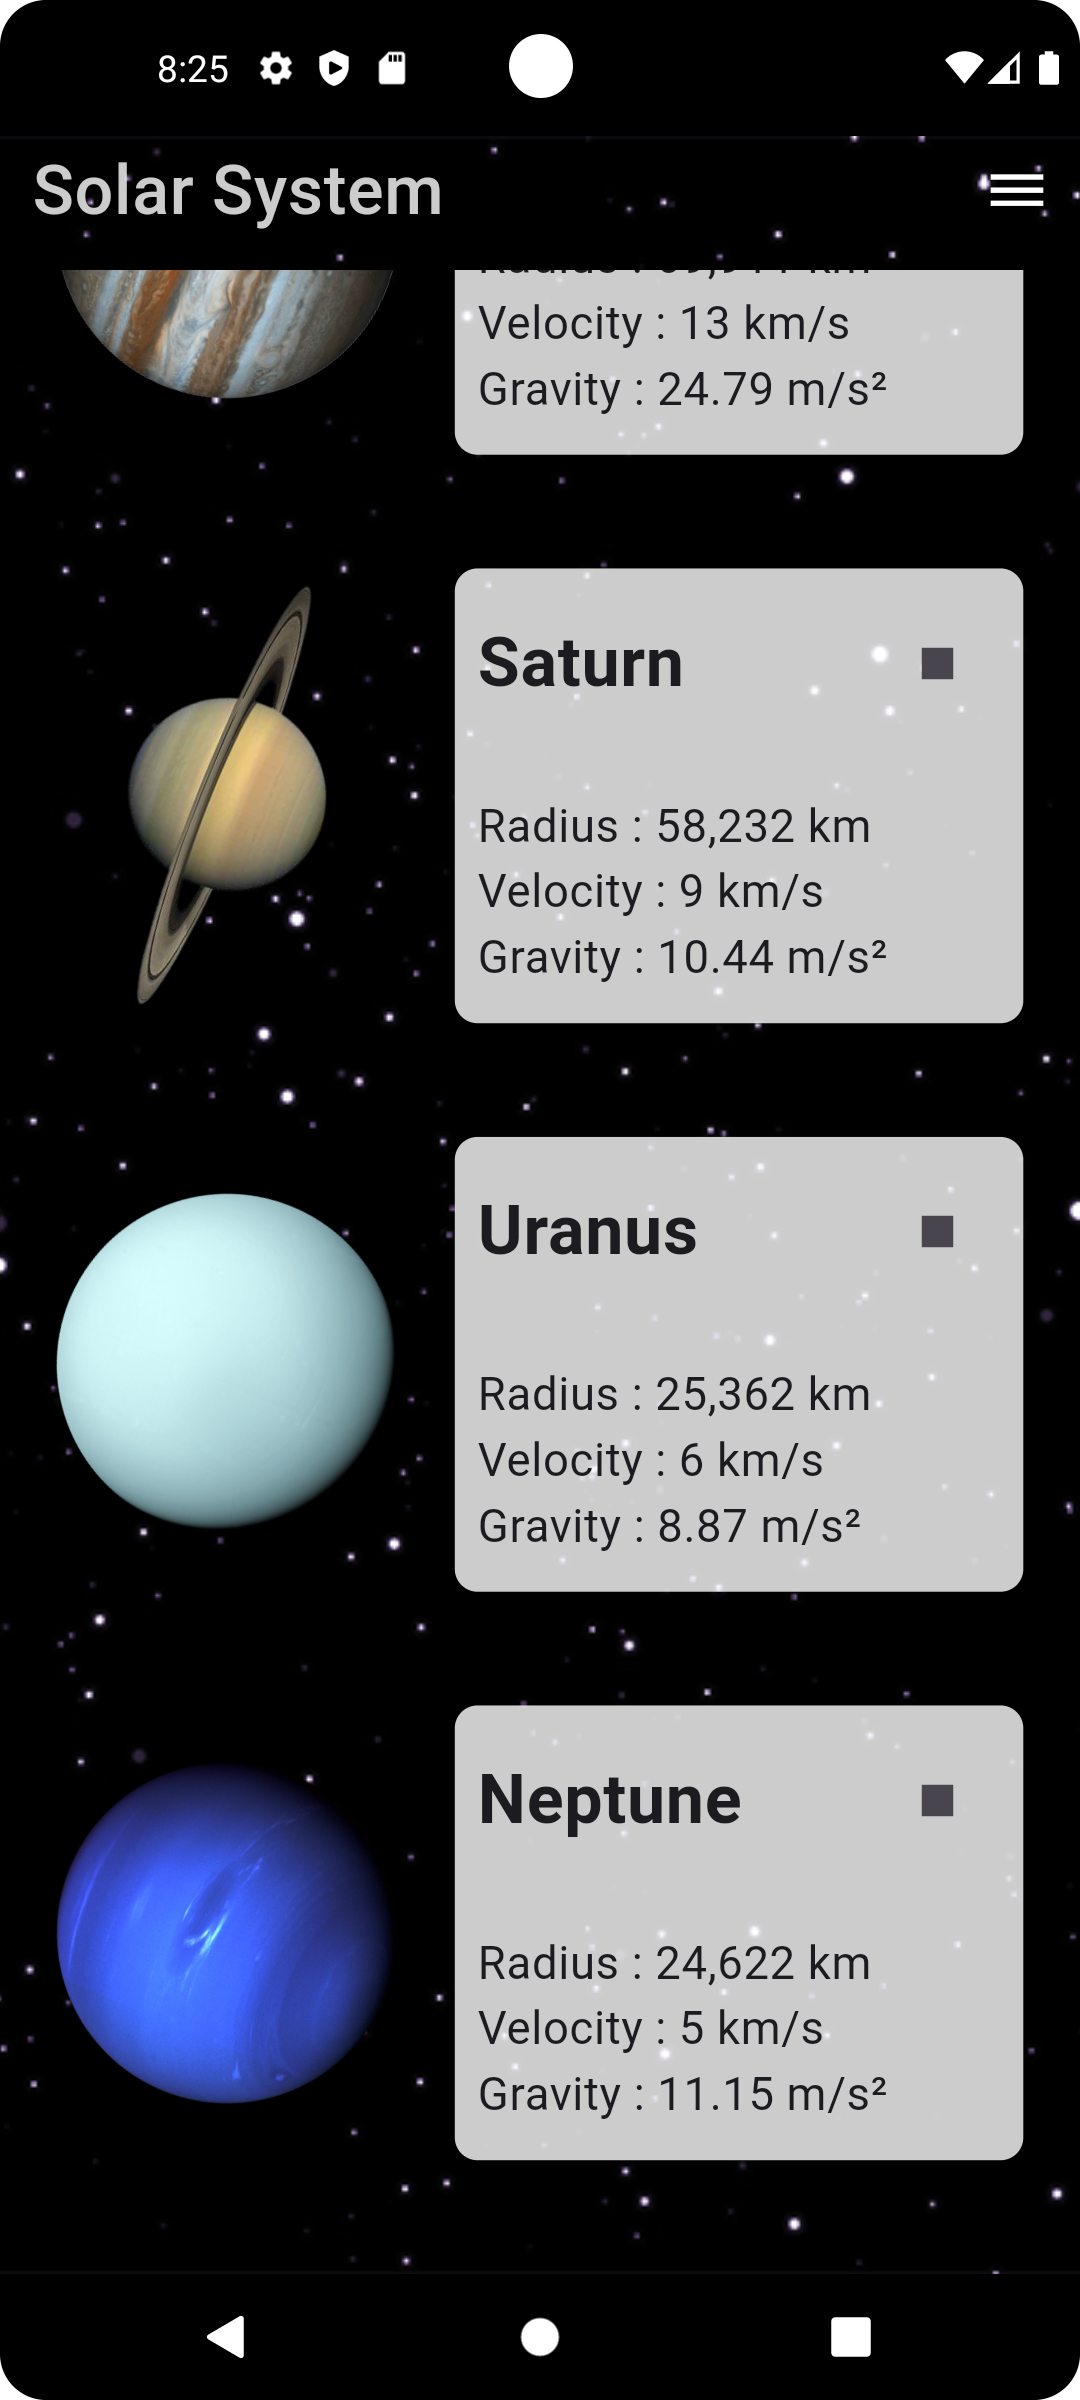 8:25
Solar System
Velocity : 13 km/s
Gravity : 24.79 m/s²
Saturn
Radius : 58,232 km
Velocity : 9 km/s
Gravity : 10.44 m/s²
Uranus
Radius : 25,362 km
Velocity : 6 km/s
Gravity : 8.87 m/s²
Neptune
Radius : 24,622 km
Velocity : 5 km/s
Gravity : 11.15 m/s²